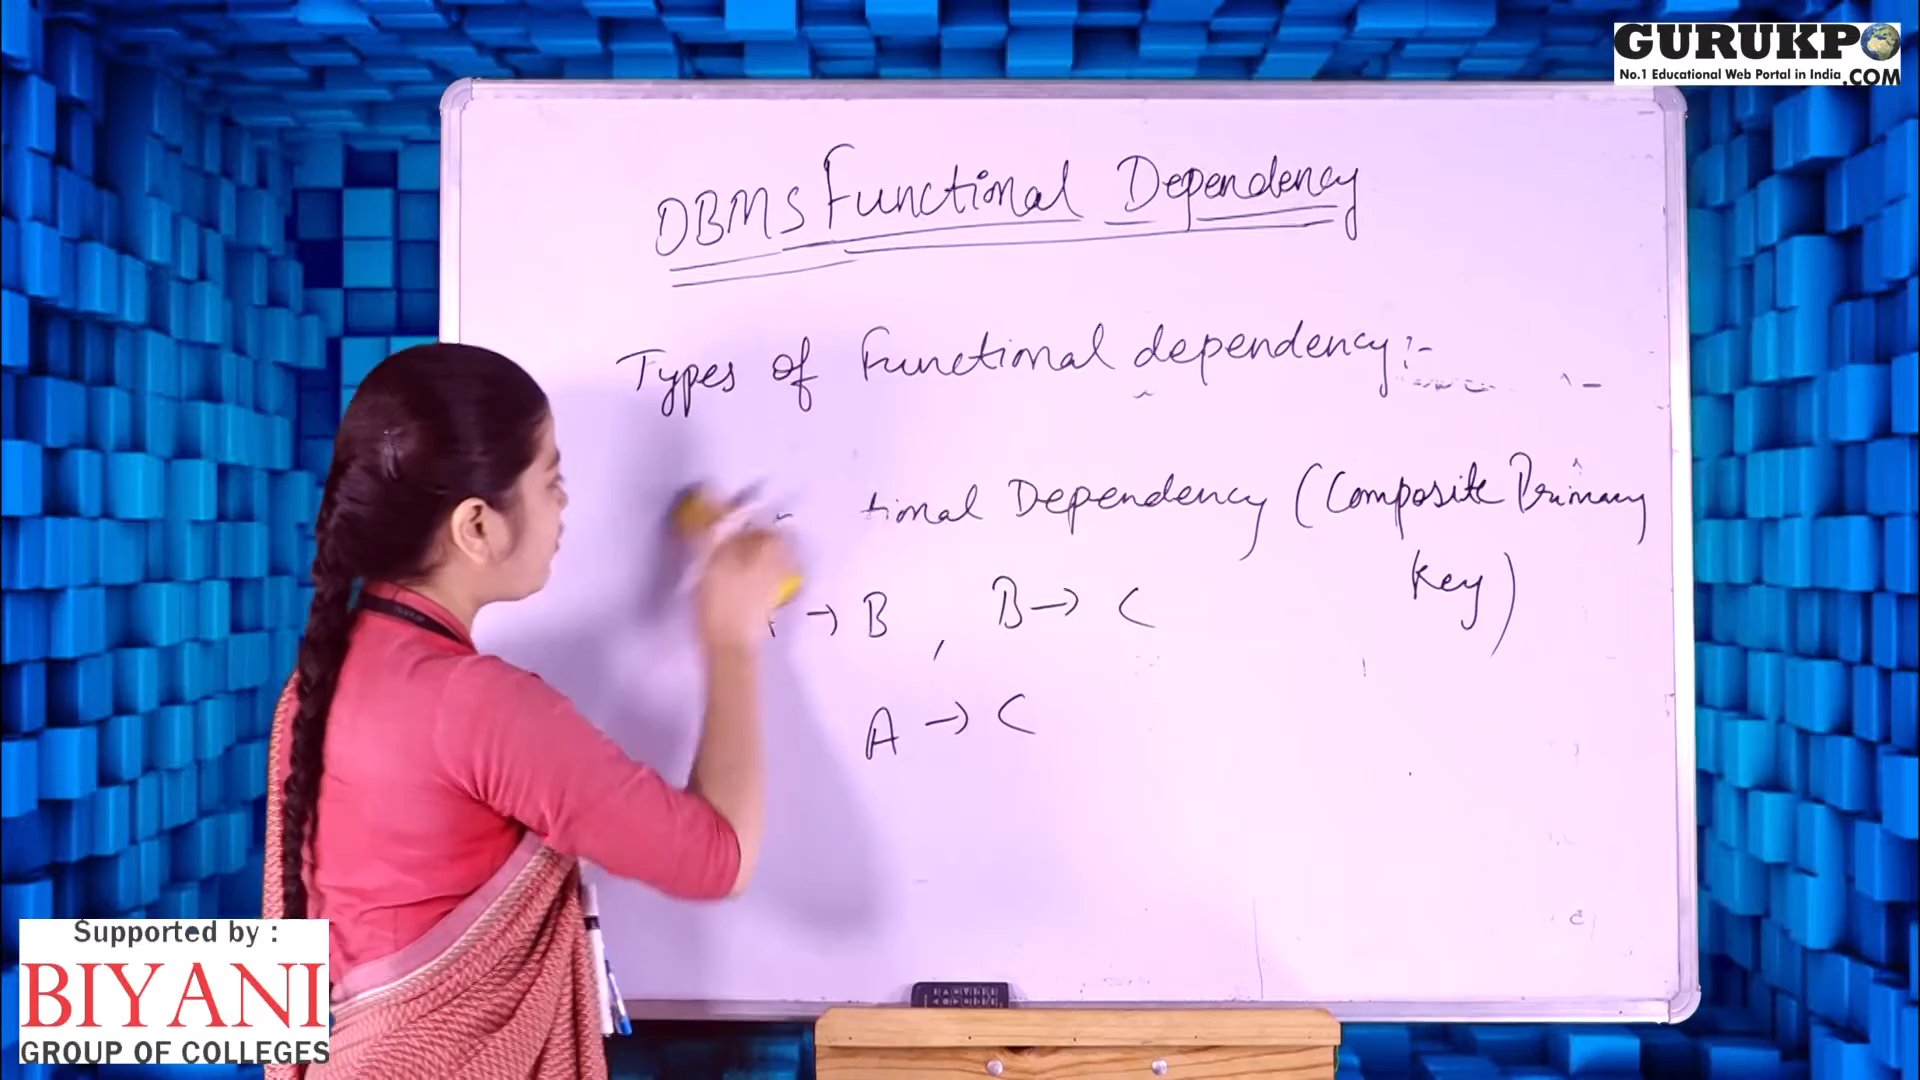 GURUKPO
No.1 Educational Web Portal in India .COM
DBMS Functional Dependency
Types of Functional dependency:-
tional Dependency (Composite Primary
Key)
→ B , B → C
A → C
Supported by :
BIYANI
GROUP OF COLLEGES